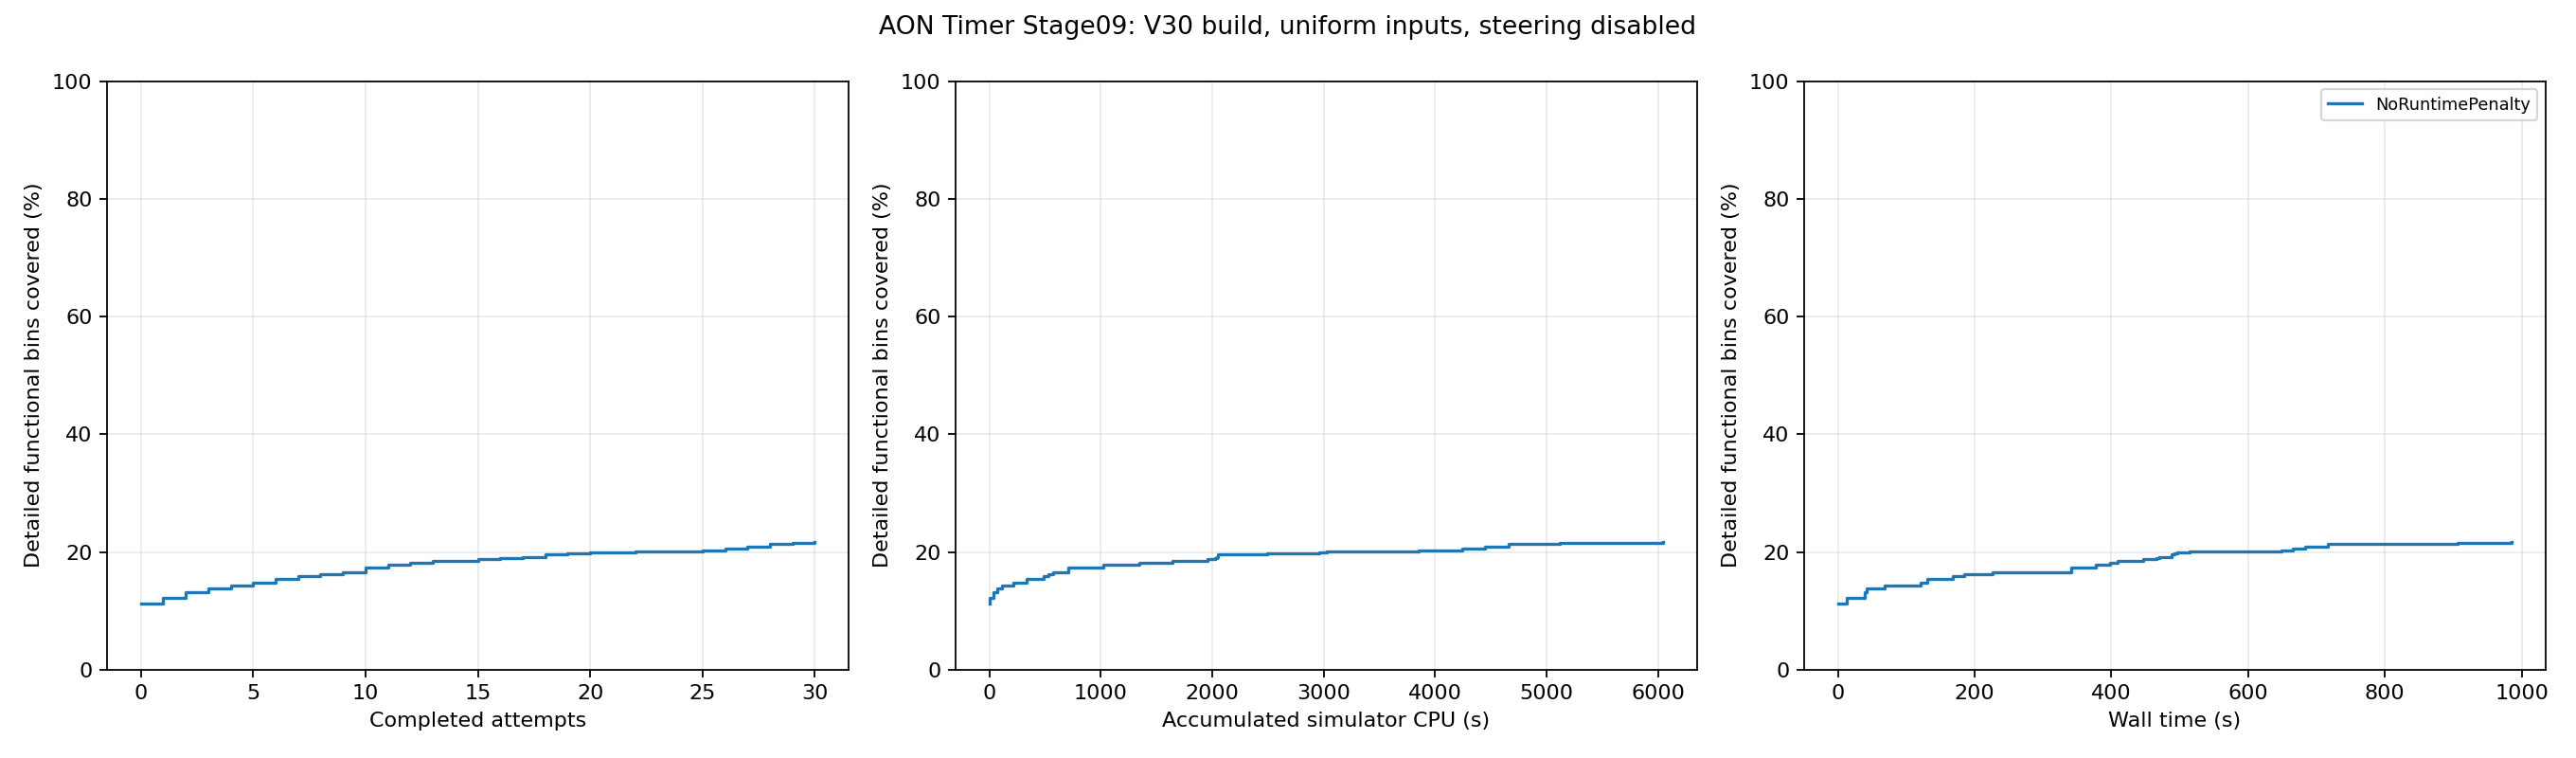 AON Timer Stage09: V30 build, uniform inputs, steering disabled
Detailed functional bins covered (%)
100
80
60
40
20
0
0 5 10 15 20 25 30
Completed attempts
Detailed functional bins covered (%)
100
80
60
40
20
0
0 1000 2000 3000 4000 5000 6000
Accumulated simulator CPU (s)
Detailed functional bins covered (%)
100
80
60
40
20
0
NoRuntimePenalty
0 200 400 600 800 1000
Wall time (s)